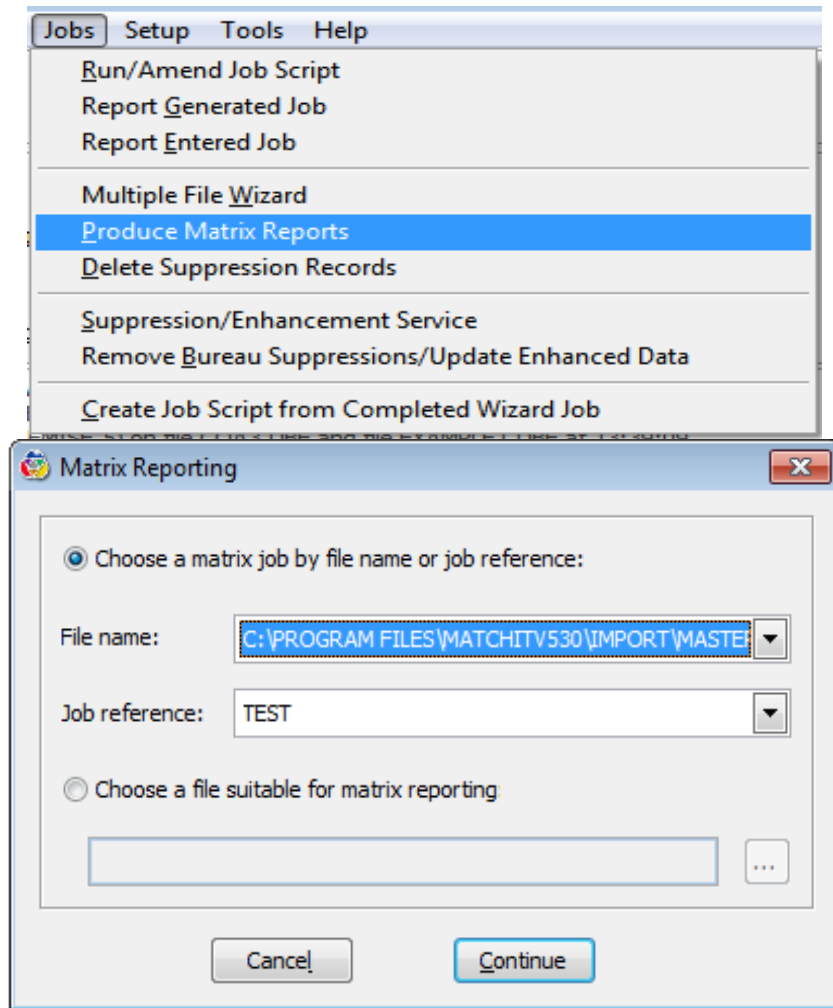 Jobs Setup Tools Help
Run/Amend Job Script
Report Generated Job
Report Entered Job
Multiple File Wizard
Produce Matrix Reports
Delete Suppression Records
Suppression/Enhancement Service
Remove Bureau Suppressions/Update Enhanced Data
Create Job Script from Completed Wizard Job
Matrix Reporting
Choose a matrix job by file name or job reference:
File name: C:\PROGRAM FILES\MATCHITV530\IMPORT\MASTER
Job reference: TEST
Choose a file suitable for matrix reporting:
...
Cancel Continue